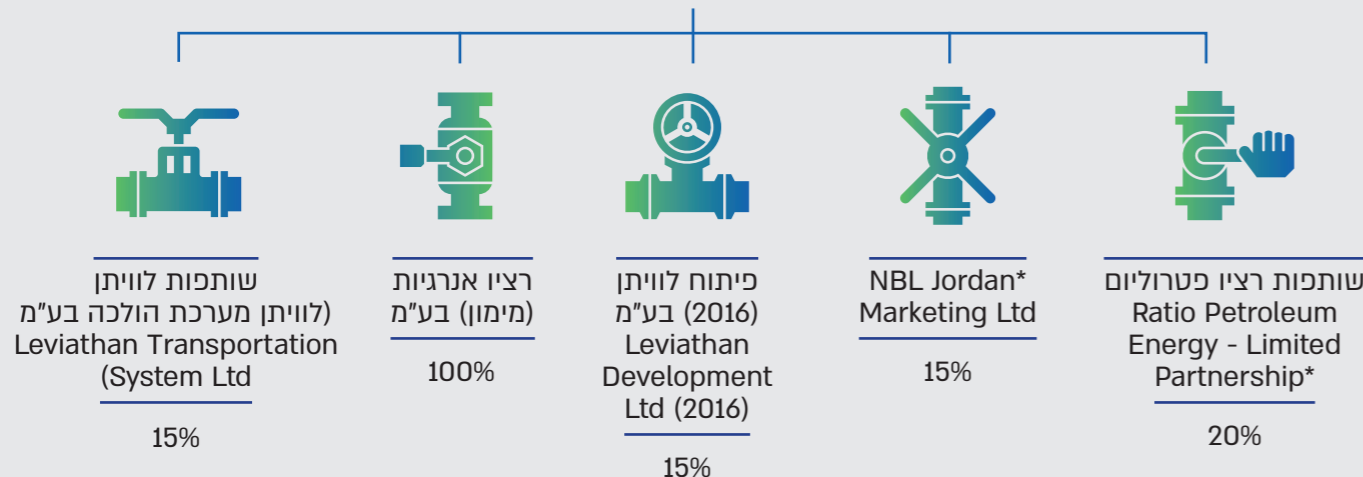 שותפות רציו פטרוליום
Ratio Petroleum
Energy - Limited
Partnership*
20%
NBL Jordan*
Marketing Ltd
15%
פיתוח לוויתן
(2016) בע"מ
Leviathan
Development
Ltd (2016)
15%
רציו אנרגיות
(מימון) בע"מ
100%
שותפות לוויתן
(לוויתן מערכת הולכה בע"מ
Leviathan Transportation
(System Ltd
15%